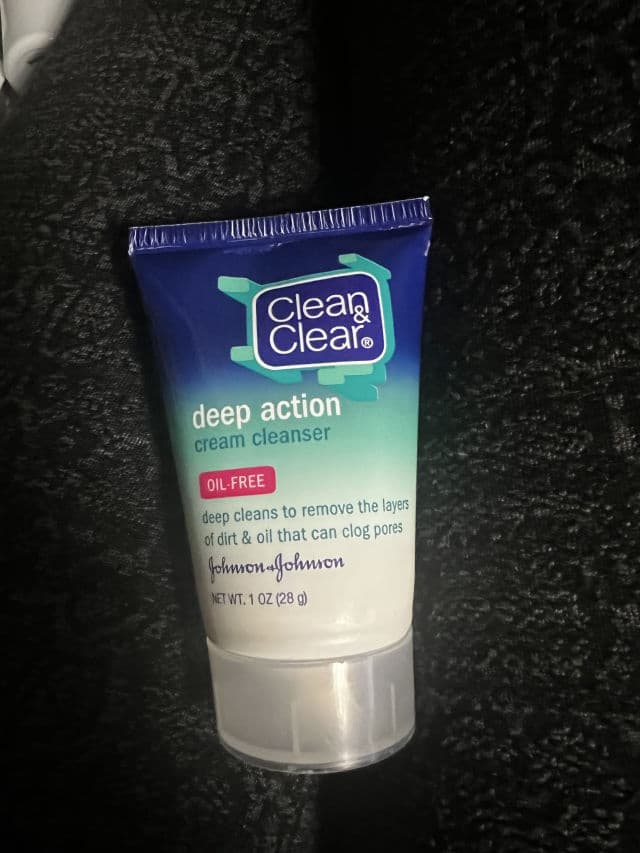 Clean
&
Clear®
deep action
cream cleanser
OIL-FREE
deep cleans to remove the layers
of dirt & oil that can clog pores
Johnson & Johnson
NET WT. 1 OZ (28 g)